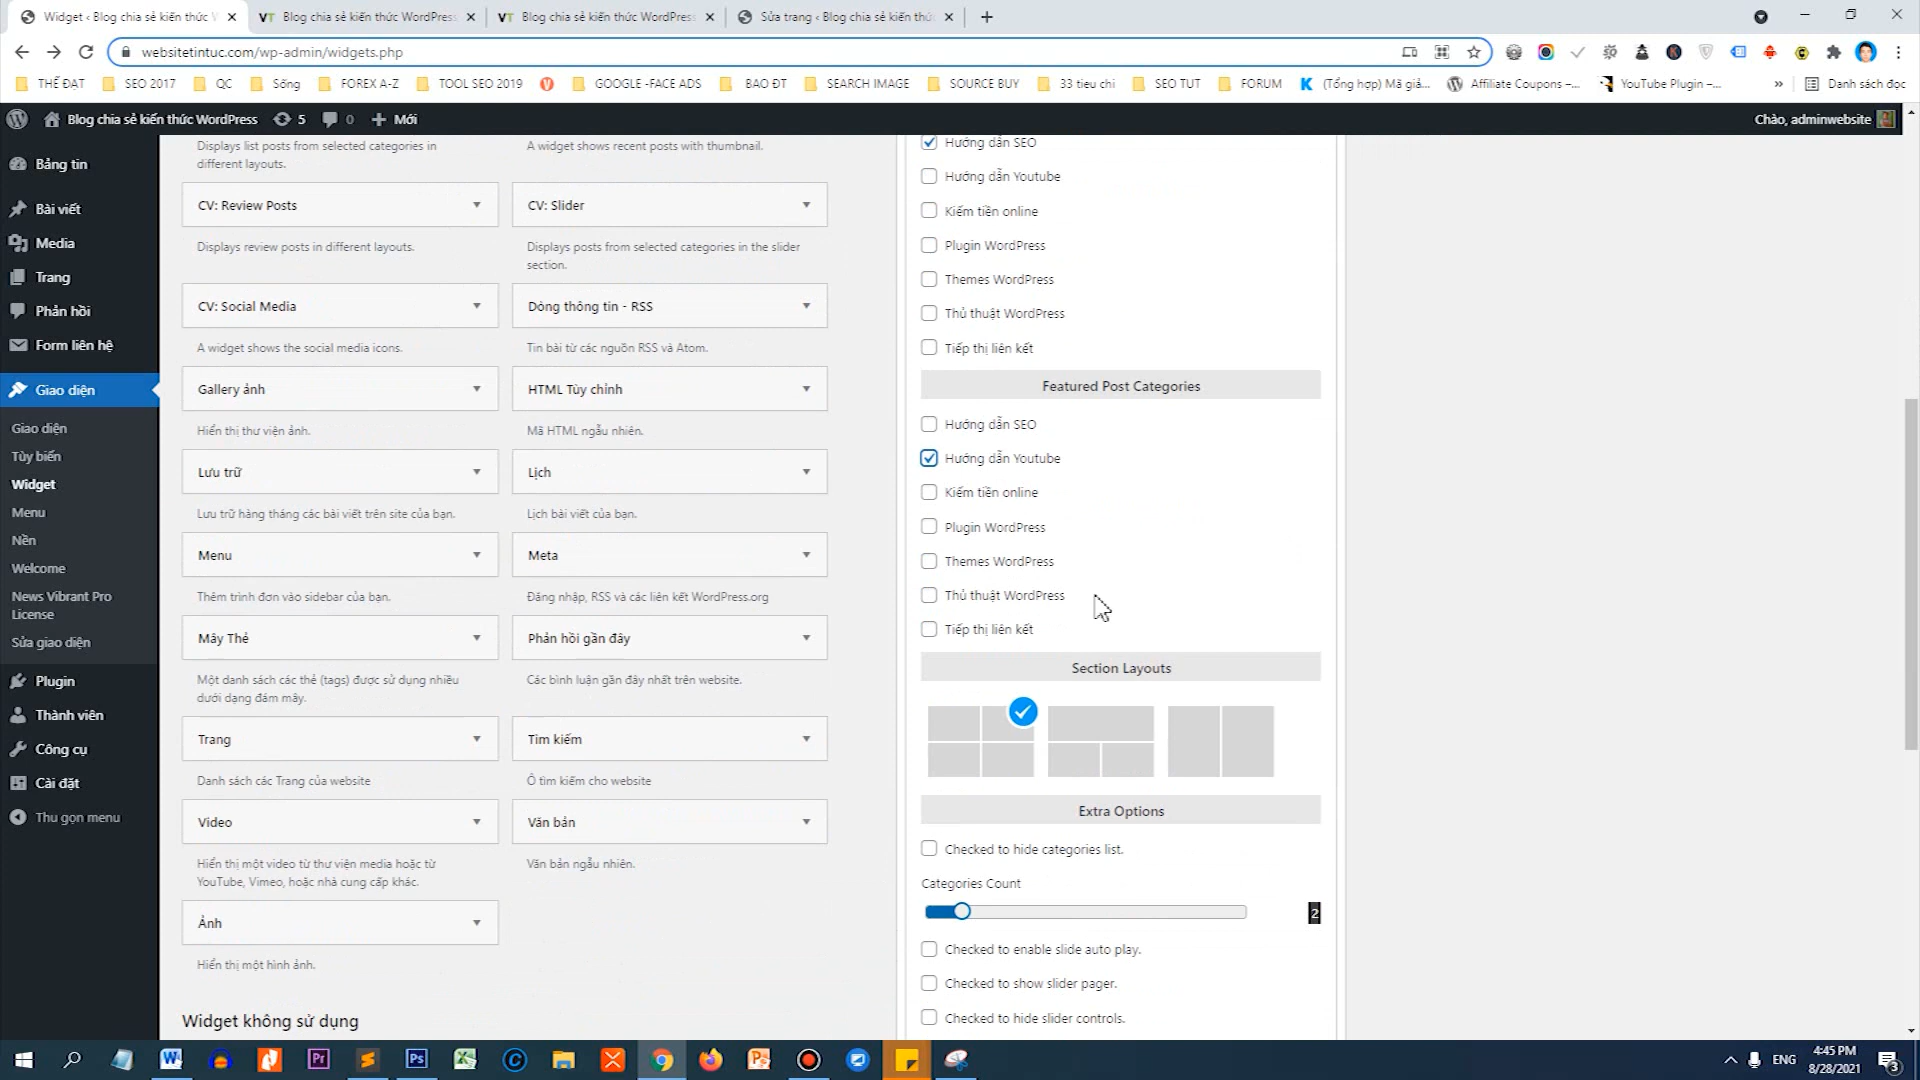 Widget ‹ Blog chia sẻ kiến thức W
Blog chia sẻ kiến thức WordPress
Blog chia sẻ kiến thức WordPress
Sửa trang ‹ Blog chia sẻ kiến thứ
websitetintuc.com/wp-admin/widgets.php
THẾ ĐẠT
SEO 2017
QC
Sống
FOREX A-Z
TOOL SEO 2019
GOOGLE -FACE ADS
BAO ĐT
SEARCH IMAGE
SOURCE BUY
33 tieu chi
SEO TUT
FORUM
(Tổng hợp) Mã giả...
Affiliate Coupons –...
YouTube Plugin –...
»
Danh sách đọc
Blog chia sẻ kiến thức WordPress
5
0
Mới
Chào, adminwebsite
Bảng tin
Bài viết
Media
Trang
Phản hồi
Form liên hệ
Giao diện
Giao diện
Tùy biến
Widget
Menu
Nền
Welcome
News Vibrant Pro
License
Sửa giao diện
Plugin
Thành viên
Công cụ
Cài đặt
Thu gọn menu
Displays list posts from selected categories in
different layouts.
A widget shows recent posts with thumbnail.
CV: Review Posts
CV: Slider
Displays review posts in different layouts.
Displays posts from selected categories in the slider
section.
CV: Social Media
Dòng thông tin - RSS
A widget shows the social media icons.
Tin bài từ các nguồn RSS và Atom.
Gallery ảnh
HTML Tùy chỉnh
Hiển thị thư viện ảnh.
Mã HTML ngẫu nhiên.
Lưu trữ
Lịch
Lưu trữ hàng tháng các bài viết trên site của bạn.
Lịch bài viết của bạn.
Menu
Meta
Thêm trình đơn vào sidebar của bạn.
Đăng nhập, RSS và các liên kết WordPress.org
Mây Thẻ
Phản hồi gần đây
Một danh sách các thẻ (tags) được sử dụng nhiều
dưới dạng đám mây.
Các bình luận gần đây nhất trên website.
Trang
Tìm kiếm
Danh sách các Trang của website
Ô tìm kiếm cho website
Video
Văn bản
Hiển thị một video từ thư viện media hoặc từ
YouTube, Vimeo, hoặc nhà cung cấp khác.
Văn bản ngẫu nhiên.
Ảnh
Hiển thị một hình ảnh.
Widget không sử dụng
Hướng dẫn SEO
Hướng dẫn Youtube
Kiếm tiền online
Plugin WordPress
Themes WordPress
Thủ thuật WordPress
Tiếp thị liên kết
Featured Post Categories
Hướng dẫn SEO
Hướng dẫn Youtube
Kiếm tiền online
Plugin WordPress
Themes WordPress
Thủ thuật WordPress
Tiếp thị liên kết
Section Layouts
Extra Options
Checked to hide categories list.
Categories Count
2
Checked to enable slide auto play.
Checked to show slider pager.
Checked to hide slider controls.
ENG
4:45 PM
8/28/2021
3